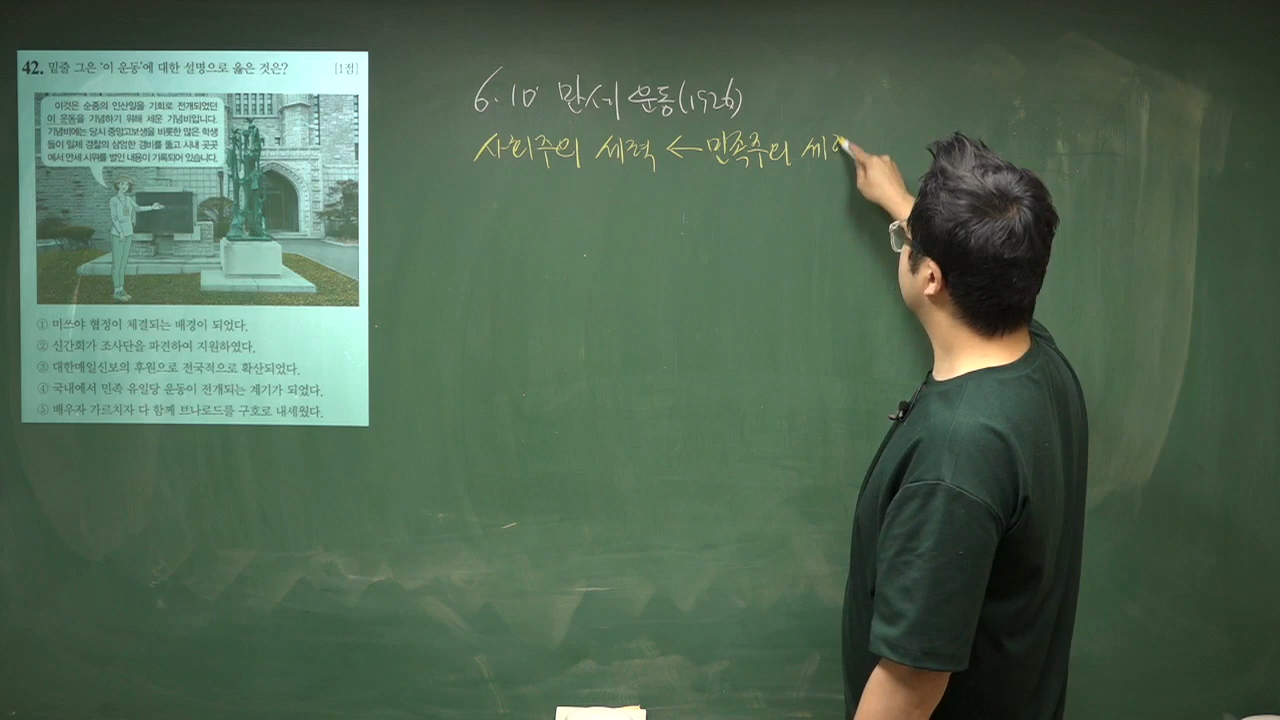 42. 밑줄 그은 '이 운동'에 대한 설명으로 옳은 것은? [1점]
이것은 순종의 인산일을 기회로 전개되었던
이 운동을 기념하기 위해 세운 기념비입니다.
기념비에는 당시 중앙고보생을 비롯한 많은 학생
들이 일제 경찰의 삼엄한 경비를 뚫고 시내 곳곳
에서 만세 시위를 벌인 내용이 기록되어 있습니다.
① 미쓰야 협정이 체결되는 배경이 되었다.
② 신간회가 조사단을 파견하여 지원하였다.
③ 대한매일신보의 후원으로 전국적으로 확산되었다.
④ 국내에서 민족 유일당 운동이 전개되는 계기가 되었다.
⑤ 배우자 가르치자 다 함께 브나로드를 구호로 내세웠다.
6·10 만세 운동(1926)
사회주의 세력 ← 민족주의 세